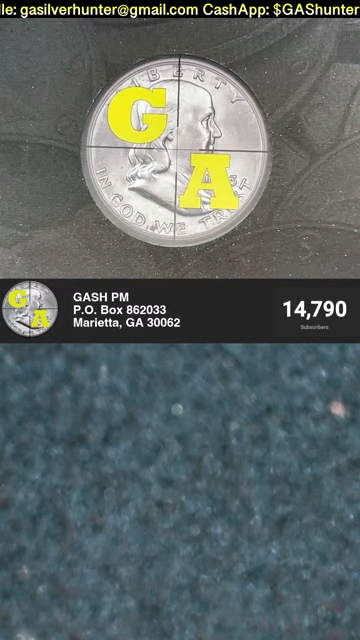 lle: gasilverhunter@gmail.com CashApp: $GAShunter
LIBERTY
G
A
IN GOD WE TRUST
GASH PM
P.O. Box 862033
Marietta, GA 30062
14,790
Subscribers
G
A